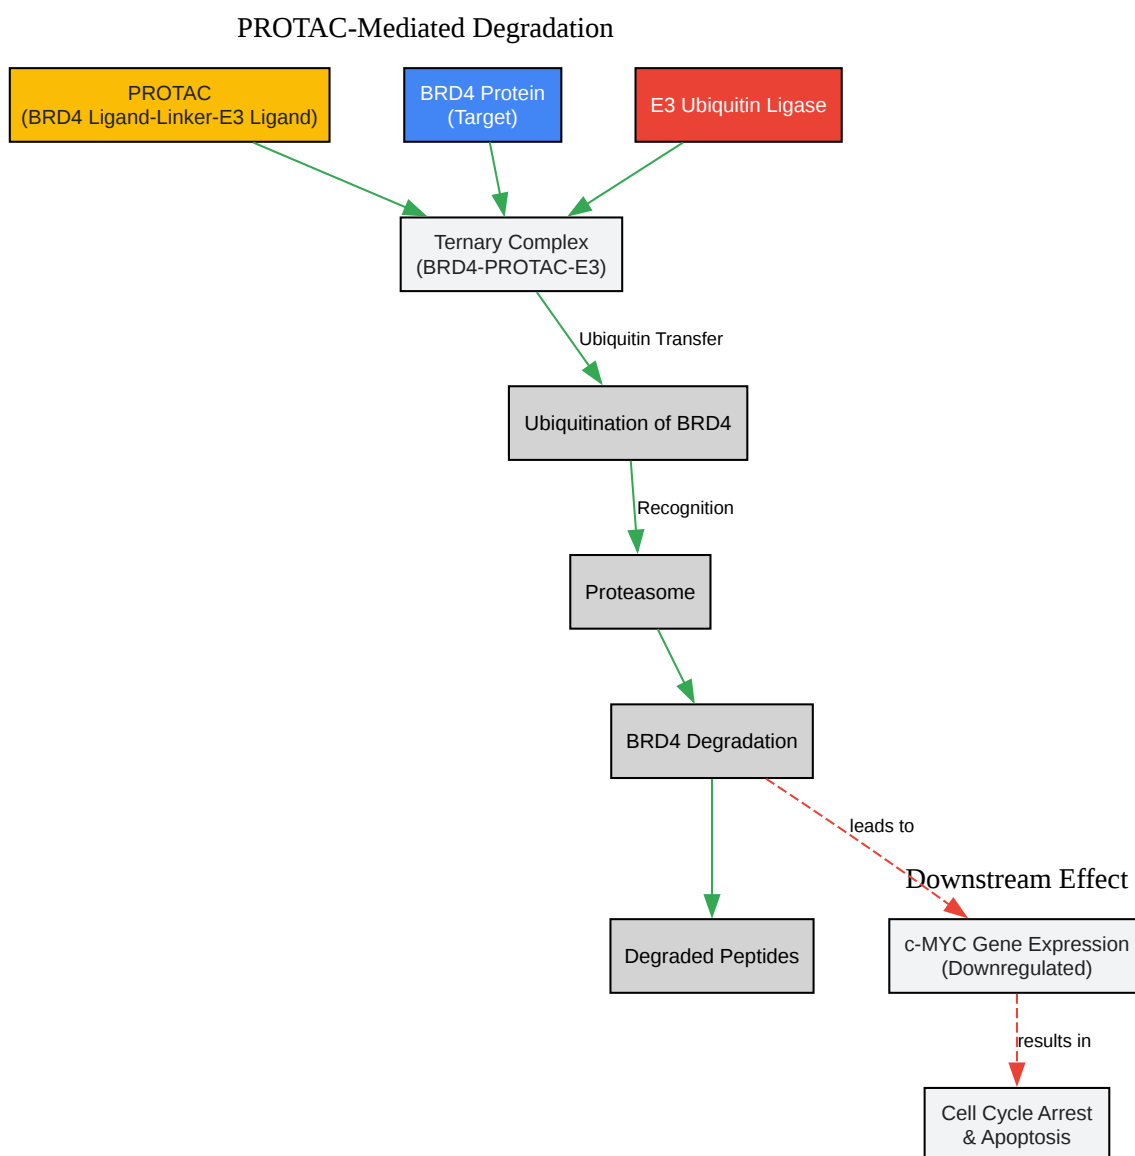 PROTAC-Mediated Degradation
PROTAC
(BRD4 Ligand-Linker-E3 Ligand)
BRD4 Protein
(Target)
E3 Ubiquitin Ligase
Ternary Complex
(BRD4-PROTAC-E3)
Ubiquitin Transfer
Ubiquitination of BRD4
Recognition
Proteasome
BRD4 Degradation
leads to
Downstream Effect
Degraded Peptides
c-MYC Gene Expression
(Downregulated)
results in
Cell Cycle Arrest
& Apoptosis